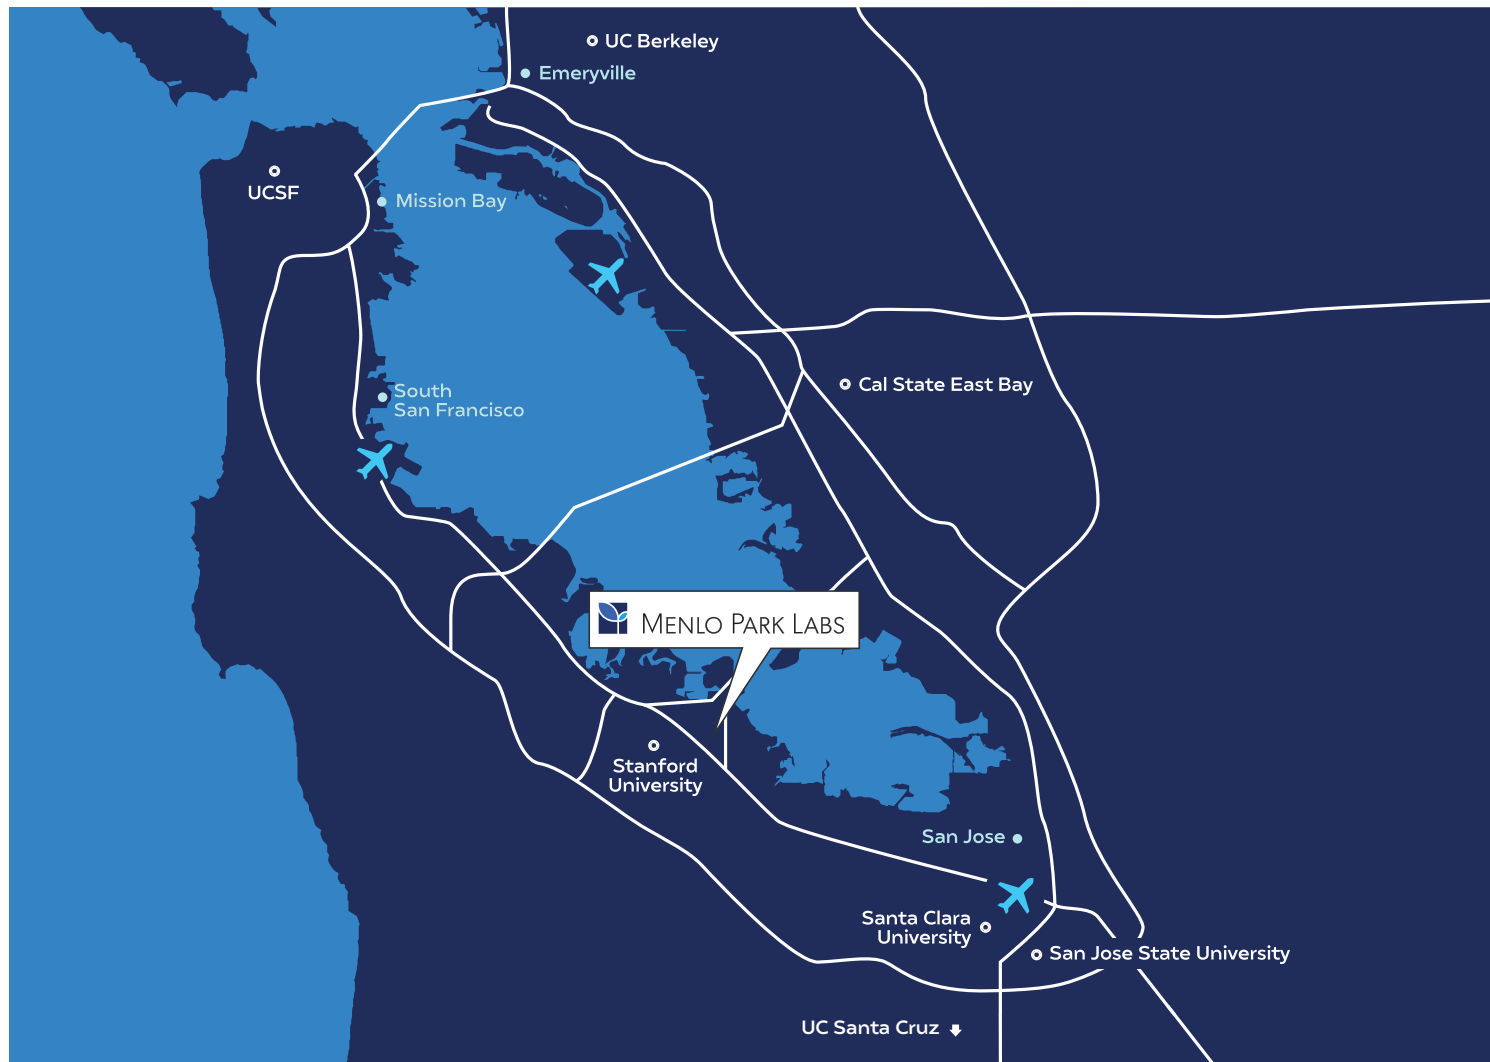 UC Berkeley
Emeryville
UCSF
Mission Bay
Cal State East Bay
South
San Francisco
MENLO PARK LABS
Stanford
University
San Jose
Santa Clara
University
San Jose State University
UC Santa Cruz